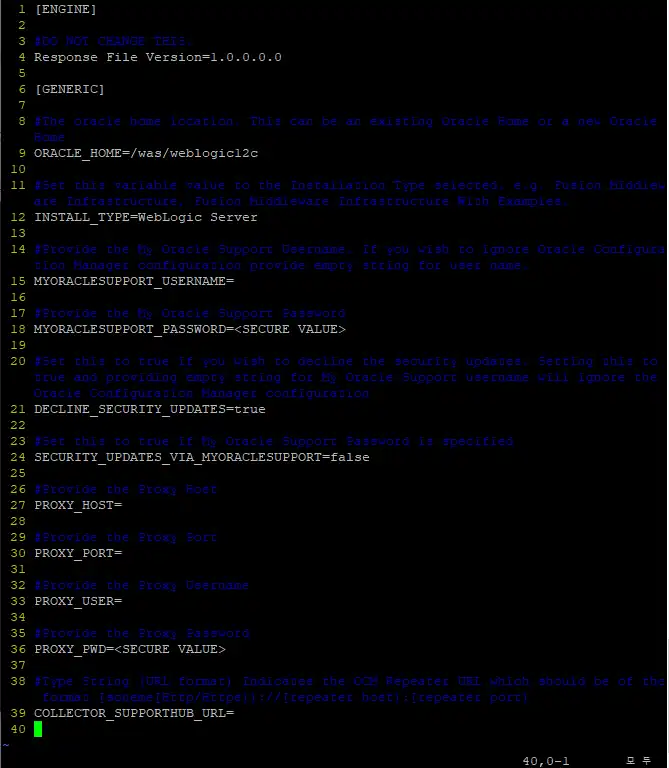 1 [ENGINE]
2
3 #DO NOT CHANGE THIS.
4 Response File Version=1.0.0.0.0
5
6 [GENERIC]
7
8 #The oracle home location. This can be an existing Oracle Home or a new Oracle
Home
9 ORACLE_HOME=/was/weblogic12c
10
11 #Set this variable value to the Installation Type selected. e.g. Fusion Middlew
are Infrastructure, Fusion Middleware Infrastructure With Examples.
12 INSTALL_TYPE=WebLogic Server
13
14 #Provide the My Oracle Support Username. If you wish to ignore Oracle Configura
tion Manager configuration provide empty string for user name.
15 MYORACLESUPPORT_USERNAME=
16
17 #Provide the My Oracle Support Password
18 MYORACLESUPPORT_PASSWORD=<SECURE VALUE>
19
20 #Set this to true if you wish to decline the security updates. Setting this to
true and providing empty string for My Oracle Support username will ignore the
Oracle Configuration Manager configuration
21 DECLINE_SECURITY_UPDATES=true
22
23 #Set this to true if My Oracle Support Password is specified
24 SECURITY_UPDATES_VIA_MYORACLESUPPORT=false
25
26 #Provide the Proxy Host
27 PROXY_HOST=
28
29 #Provide the Proxy Port
30 PROXY_PORT=
31
32 #Provide the Proxy Username
33 PROXY_USER=
34
35 #Provide the Proxy Password
36 PROXY_PWD=<SECURE VALUE>
37
38 #Type String (URL format) Indicates the OCM Repeater URL which should be of the
format [scheme[Http/Https]]://[repeater host]:[repeater port]
39 COLLECTOR_SUPPORTHUB_URL=
40
~
40,0-1 모두